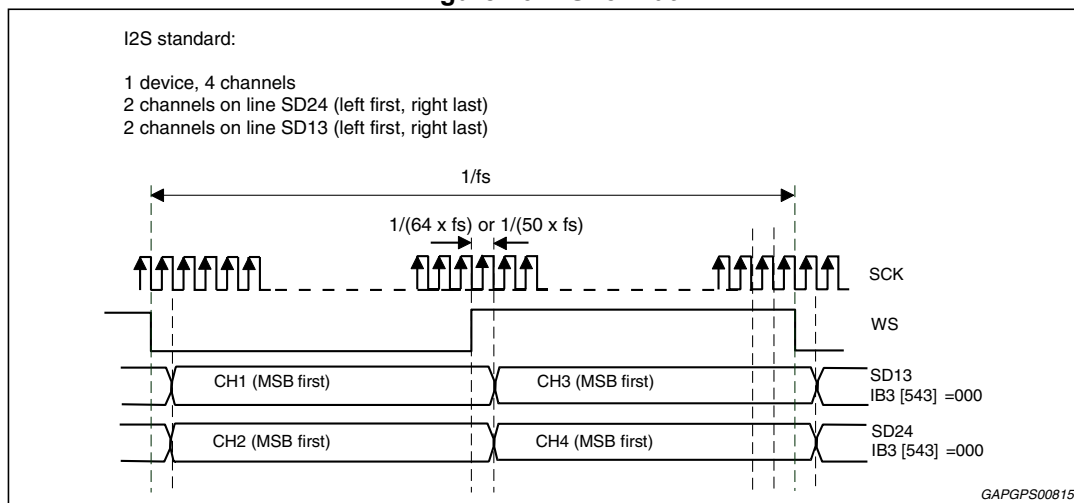 I2S standard:
1 device, 4 channels
2 channels on line SD24 (left first, right last)
2 channels on line SD13 (left first, right last)
1/fs
1/(64 x fs) or 1/(50 x fs)
SCK
WS
CH1 (MSB first)
CH3 (MSB first)
SD13
IB3 [543] =000
CH2 (MSB first)
CH4 (MSB first)
SD24
IB3 [543] =000
GAPGPS00815